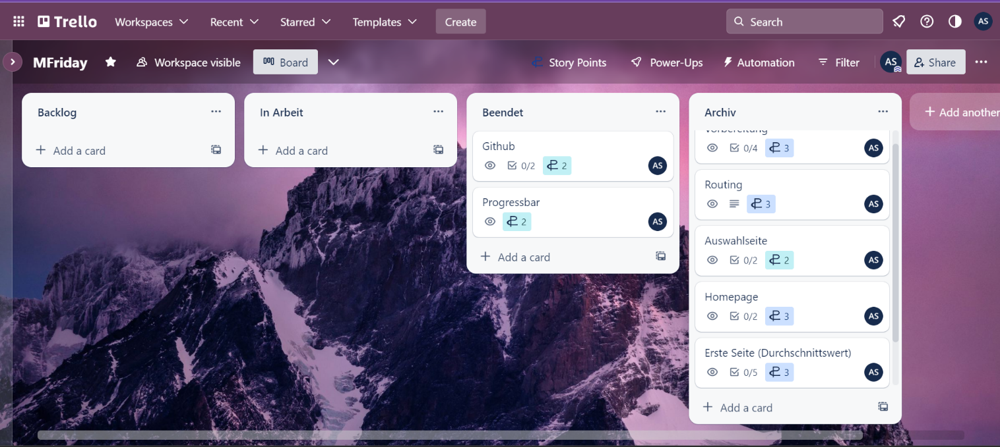 Trello
Workspaces
Recent
Starred
Templates
Create
Search
AS
MFriday
Workspace visible
Board
Story Points
Power-Ups
Automation
Filter
AS
Share
Backlog
Add a card
In Arbeit
Add a card
Beendet
Github
0/2
2
AS
Progressbar
2
AS
Add a card
Archiv
Vorbereitung
0/4
3
AS
Routing
3
AS
Auswahlseite
0/2
2
AS
Homepage
0/2
3
AS
Erste Seite (Durchschnittswert)
0/5
3
AS
Add a card
Add another